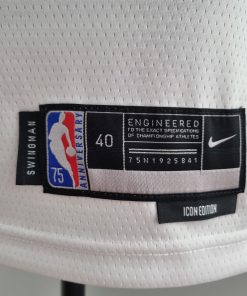 SWINGMAN
75
ANNIVERSARY
40
ENGINEERED
TO THE EXACT SPECIFICATIONS
OF CHAMPIONSHIP ATHLETES
75N1925841
ICON EDITION